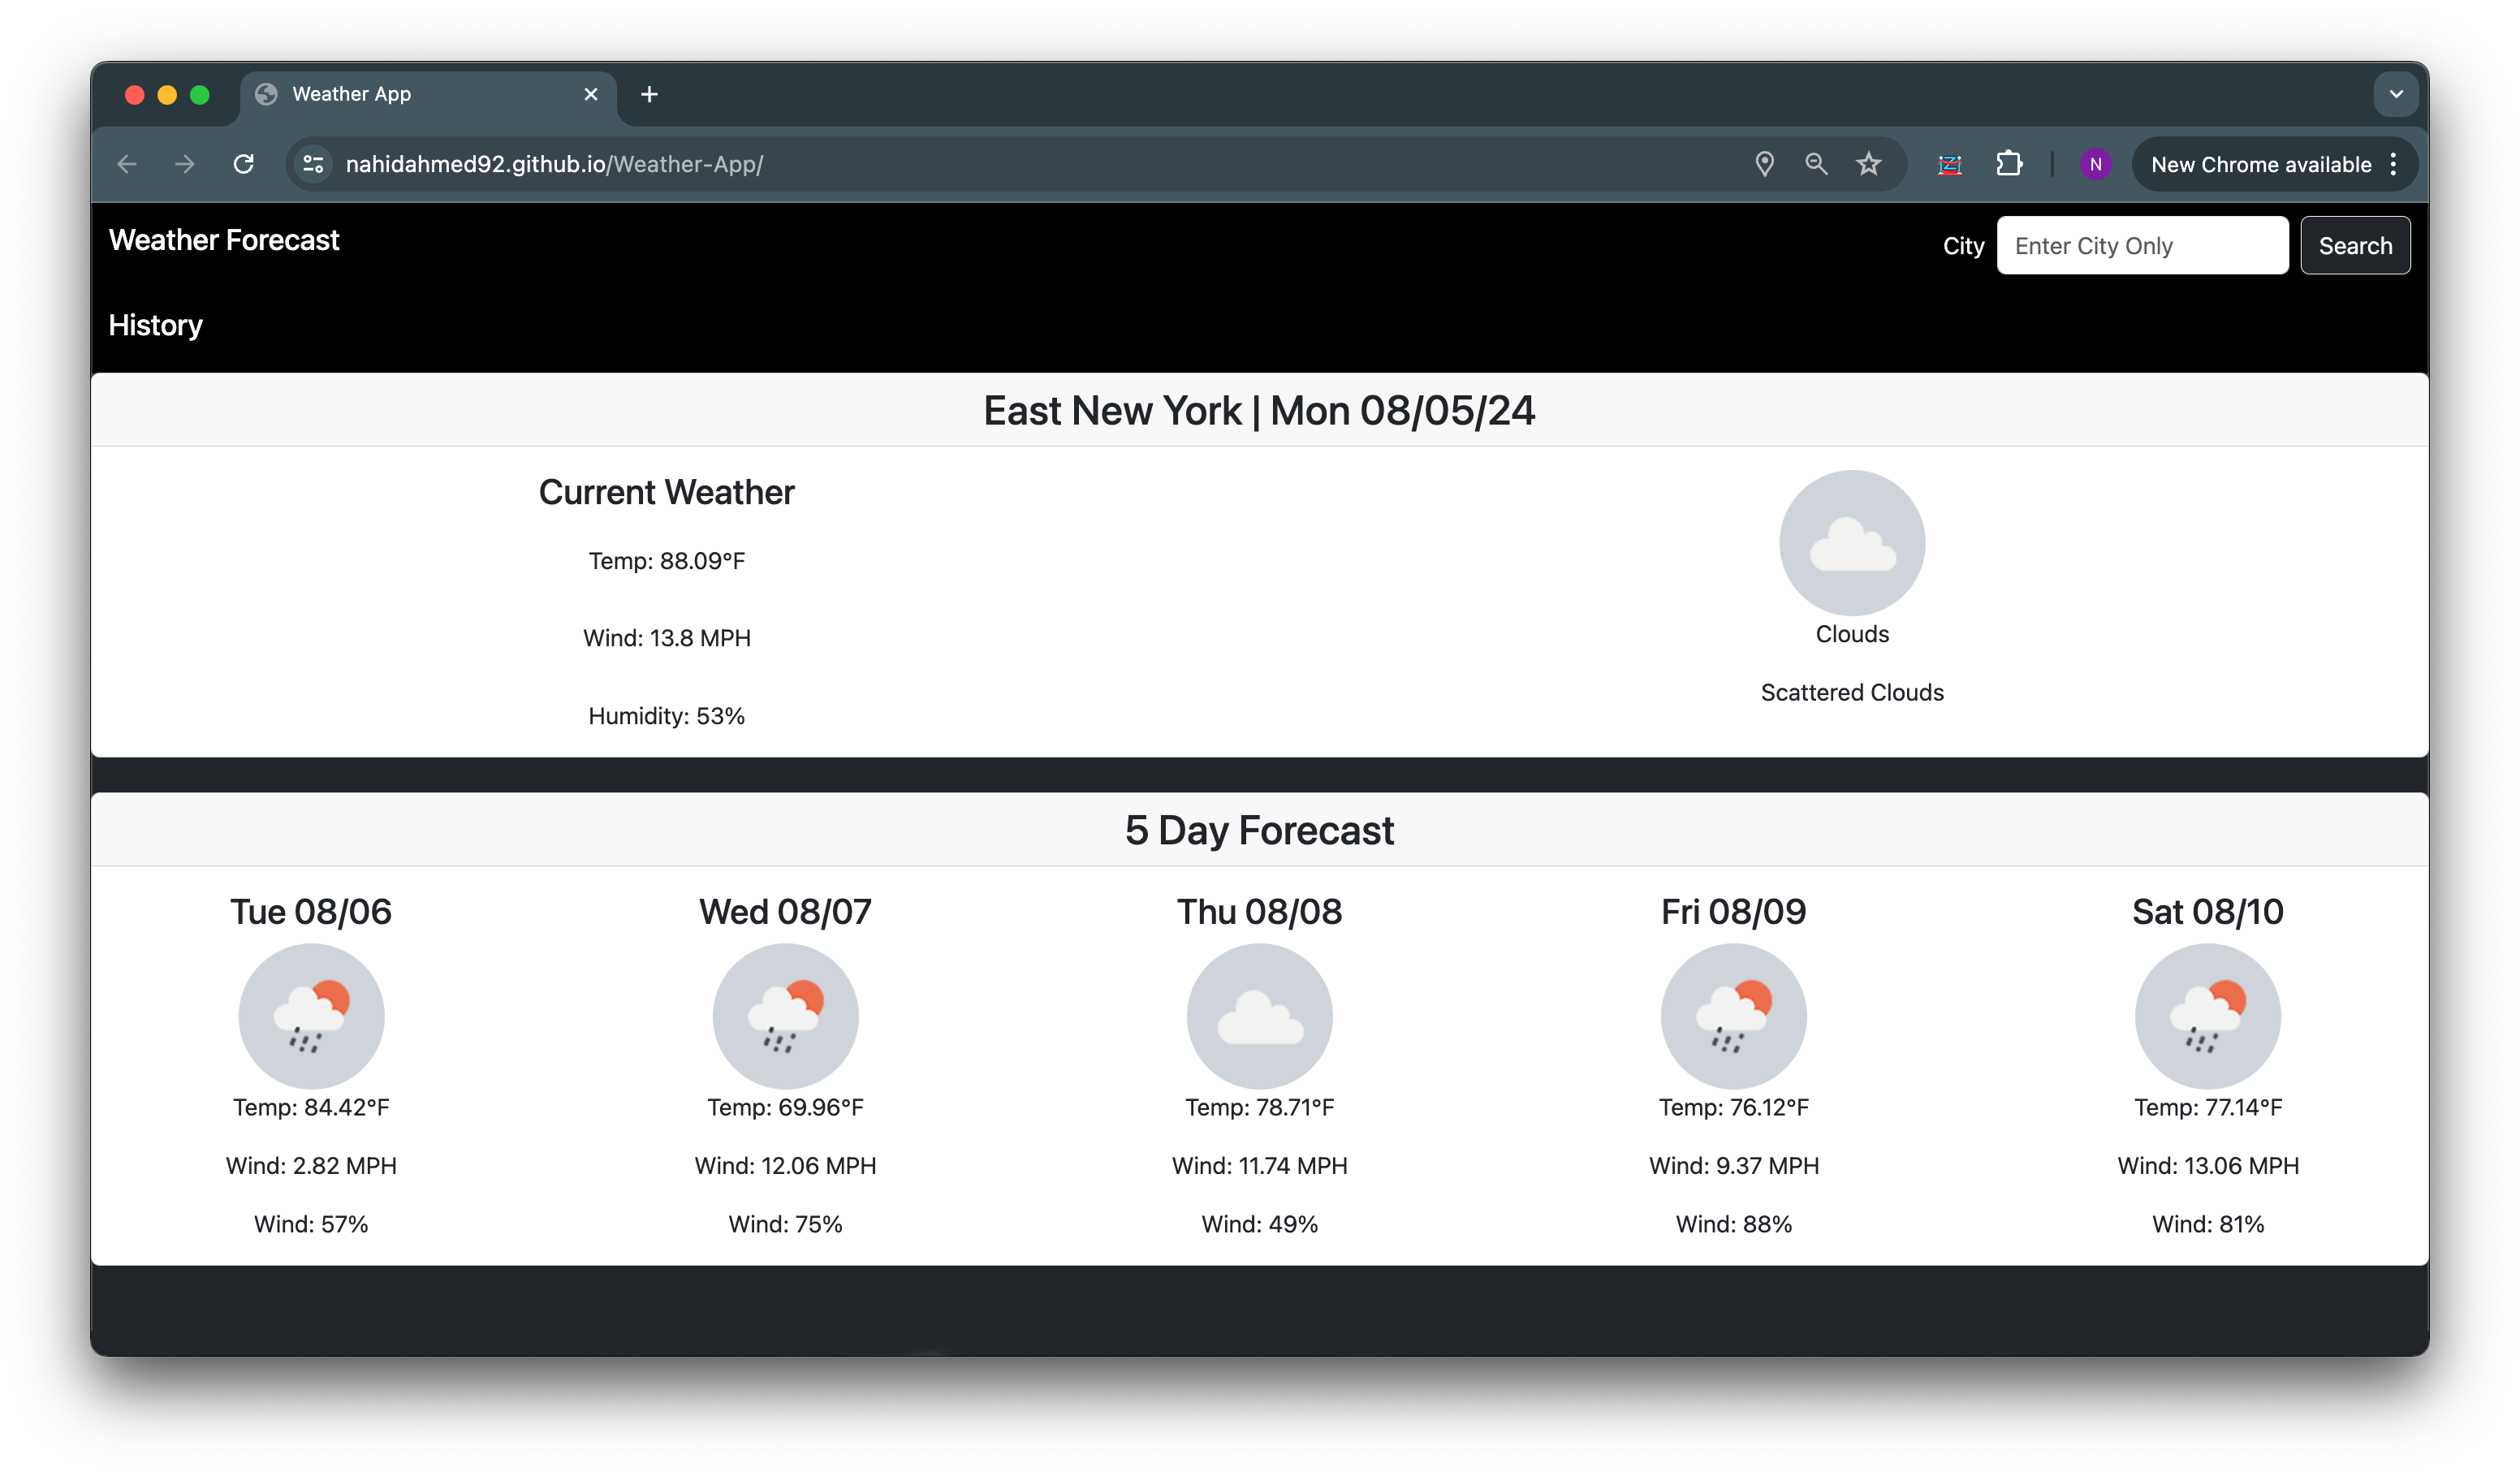 Weather App
nahidahmed92.github.io/Weather-App/
N
New Chrome available
Weather Forecast
City
Enter City Only
Search
History
East New York | Mon 08/05/24
Current Weather
Temp: 88.09°F
Wind: 13.8 MPH
Humidity: 53%
Clouds
Scattered Clouds
5 Day Forecast
Tue 08/06
Temp: 84.42°F
Wind: 2.82 MPH
Wind: 57%
Wed 08/07
Temp: 69.96°F
Wind: 12.06 MPH
Wind: 75%
Thu 08/08
Temp: 78.71°F
Wind: 11.74 MPH
Wind: 49%
Fri 08/09
Temp: 76.12°F
Wind: 9.37 MPH
Wind: 88%
Sat 08/10
Temp: 77.14°F
Wind: 13.06 MPH
Wind: 81%